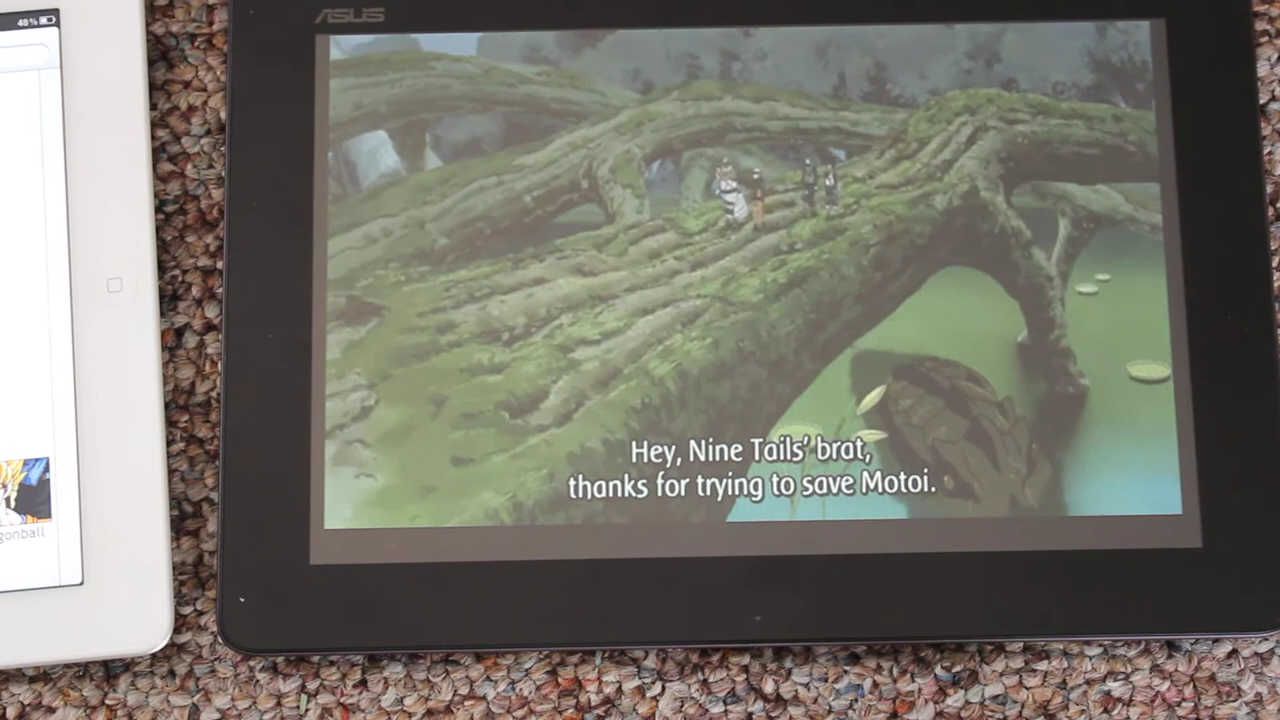 48%
ASUS
Hey, Nine Tails' brat,
thanks for trying to save Motoi.
gonball